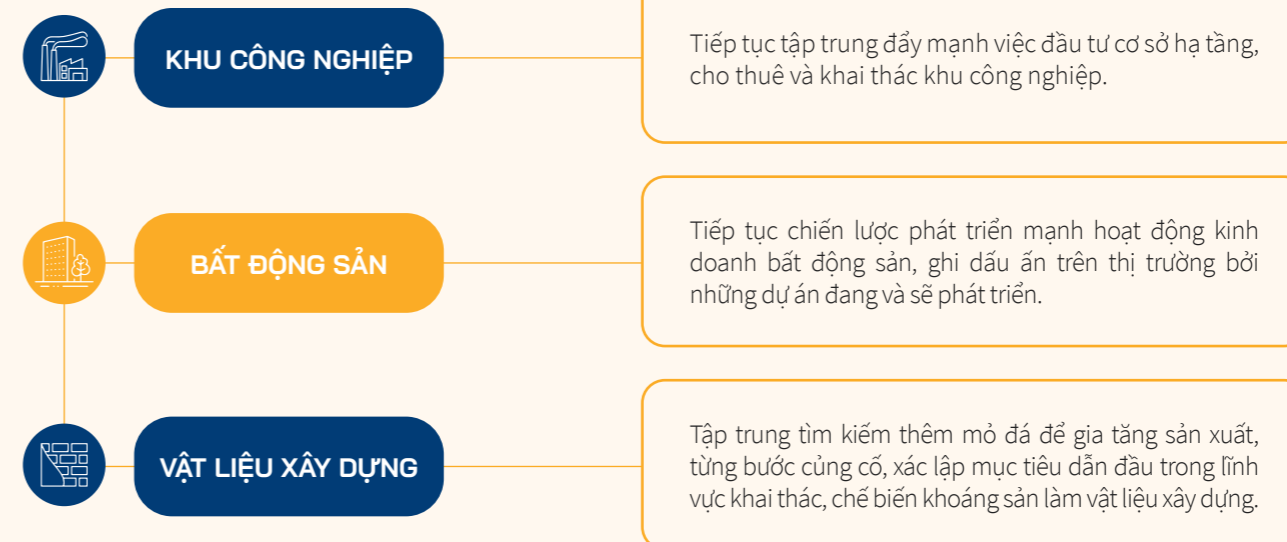 KHU CÔNG NGHIỆP
Tiếp tục tập trung đẩy mạnh việc đầu tư cơ sở hạ tầng,
cho thuê và khai thác khu công nghiệp.
BẤT ĐỘNG SẢN
Tiếp tục chiến lược phát triển mạnh hoạt động kinh
doanh bất động sản, ghi dấu ấn trên thị trường bởi
những dự án đang và sẽ phát triển.
VẬT LIỆU XÂY DỰNG
Tập trung tìm kiếm thêm mỏ đá để gia tăng sản xuất,
từng bước củng cố, xác lập mục tiêu dẫn đầu trong lĩnh
vực khai thác, chế biến khoáng sản làm vật liệu xây dựng.